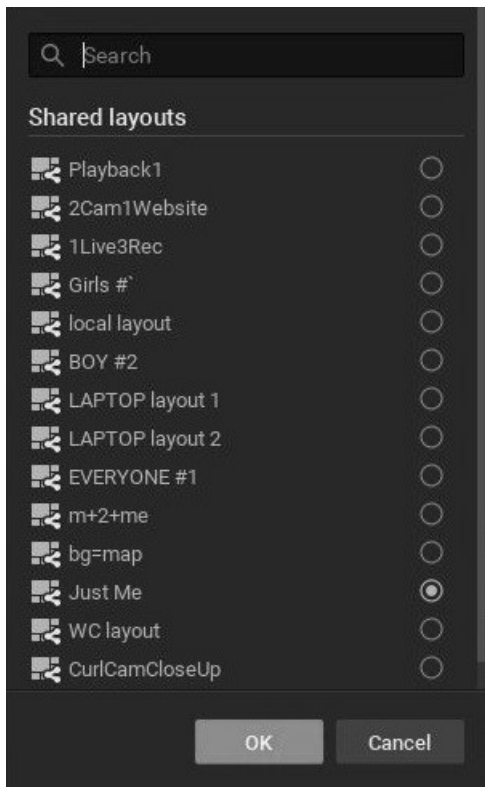 Search
Shared layouts
Playback1
2Cam1Website
1Live3Rec
Girls #`
local layout
BOY #2
LAPTOP layout 1
LAPTOP layout 2
EVERYONE #1
m+2+me
bg=map
Just Me
WC layout
CurlCamCloseUp
OK Cancel